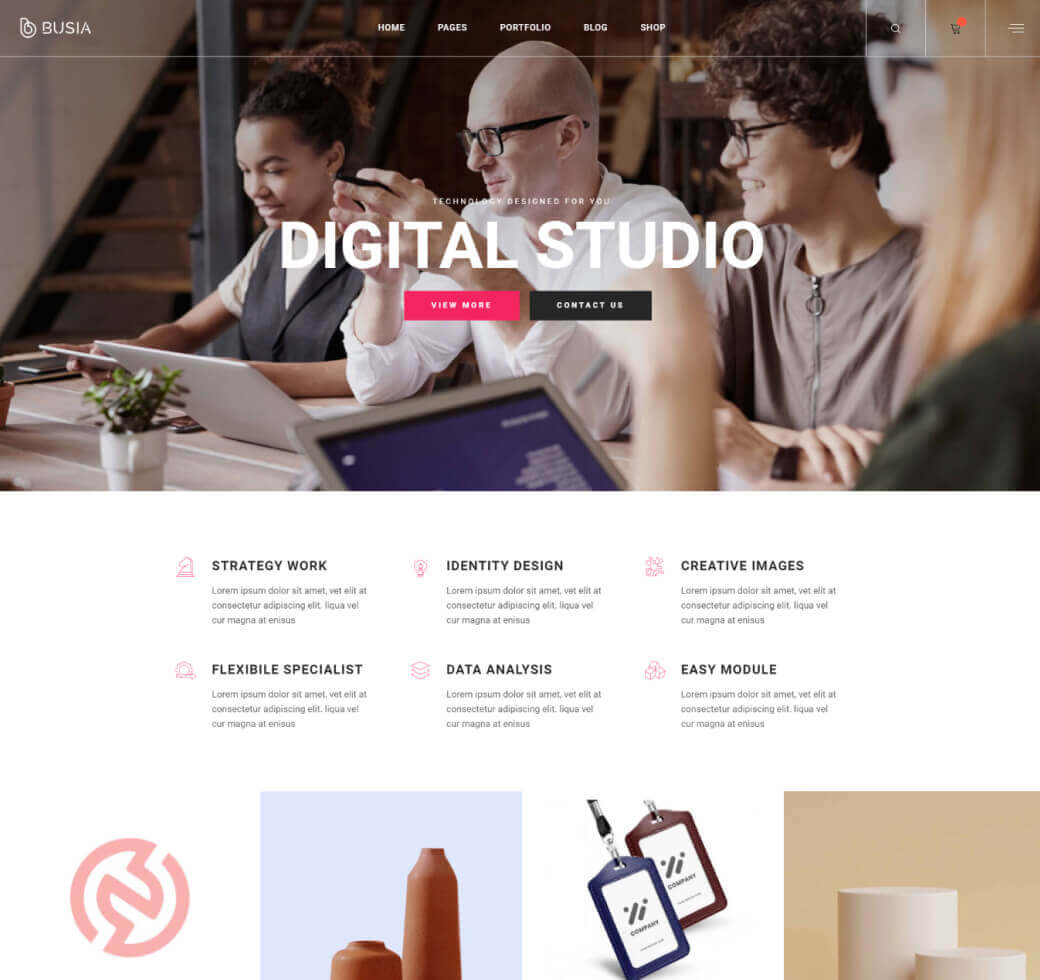 BUSIA
HOME PAGES PORTFOLIO BLOG SHOP
TECHNOLOGY DESIGNED FOR YOU
DIGITAL STUDIO
VIEW MORE CONTACT US
STRATEGY WORK
Lorem ipsum dolor sit amet, vet elit at
consectetur adipiscing elit. liqua vel
cur magna at enisus
IDENTITY DESIGN
Lorem ipsum dolor sit amet, vet elit at
consectetur adipiscing elit. liqua vel
cur magna at enisus
CREATIVE IMAGES
Lorem ipsum dolor sit amet, vet elit at
consectetur adipiscing elit. liqua vel
cur magna at enisus
FLEXIBILE SPECIALIST
Lorem ipsum dolor sit amet, vet elit at
consectetur adipiscing elit. liqua vel
cur magna at enisus
DATA ANALYSIS
Lorem ipsum dolor sit amet, vet elit at
consectetur adipiscing elit. liqua vel
cur magna at enisus
EASY MODULE
Lorem ipsum dolor sit amet, vet elit at
consectetur adipiscing elit. liqua vel
cur magna at enisus
COMPANY
COMPANY